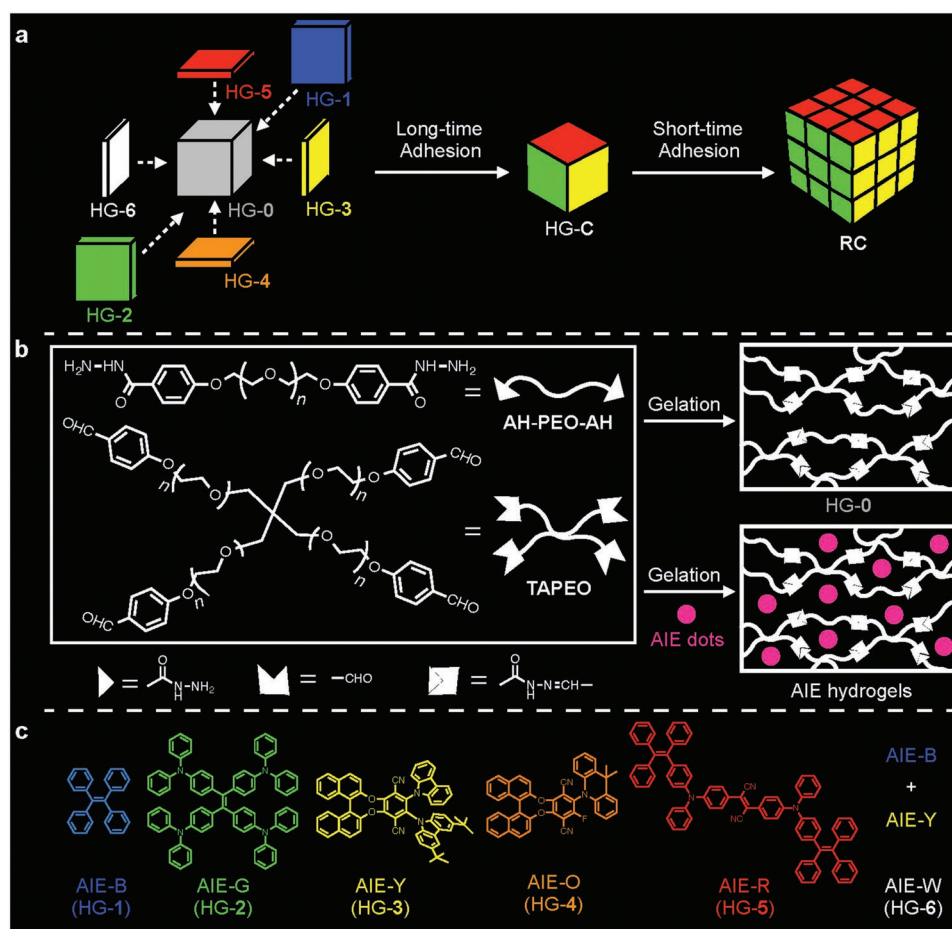 a
HG-5
HG-1
HG-6
HG-0
HG-3
HG-2
HG-4
Long-time
Adhesion
HG-C
Short-time
Adhesion
RC
b
H₂N-HN
O
O
O
n
O
O
NH-NH₂
=
AH-PEO-AH
Gelation
HG-0
OHC
O
n
O
O
n
O
CHO
=
TAPEO
OHC
O
n
O
O
n
O
CHO
Gelation
AIE dots
AIE hydrogels
=
O
N
H
NH₂
=
—CHO
=
O
N
H
N=CH—
c
N
N
N
N
CN
O
O
N
CN
N
CN
O
O
N
CN
F
N
CN
NC
N
AIE-B
+
AIE-Y
AIE-B
(HG-1)
AIE-G
(HG-2)
AIE-Y
(HG-3)
AIE-O
(HG-4)
AIE-R
(HG-5)
AIE-W
(HG-6)